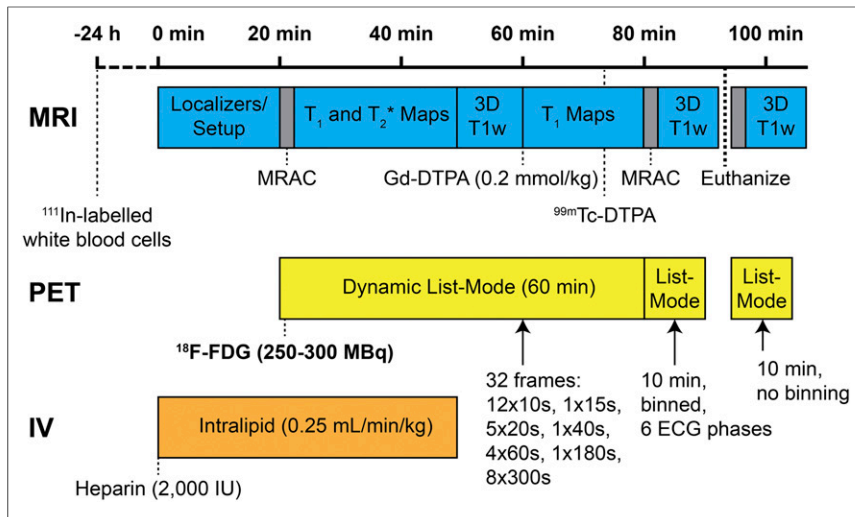 -24 h 0 min 20 min 40 min 60 min 80 min 100 min
MRI
Localizers/
Setup
T₁ and T₂* Maps
3D
T1w
T₁ Maps
3D
T1w
3D
T1w
MRAC
Gd-DTPA (0.2 mmol/kg)
MRAC
Euthanize
¹¹¹In-labelled
white blood cells
⁹⁹ᵐTc-DTPA
PET
Dynamic List-Mode (60 min)
List-
Mode
List-
Mode
¹⁸F-FDG (250-300 MBq)
32 frames:
12x10s, 1x15s,
5x20s, 1x40s,
4x60s, 1x180s,
8x300s
10 min,
binned,
6 ECG phases
10 min,
no binning
IV
Intralipid (0.25 mL/min/kg)
Heparin (2,000 IU)